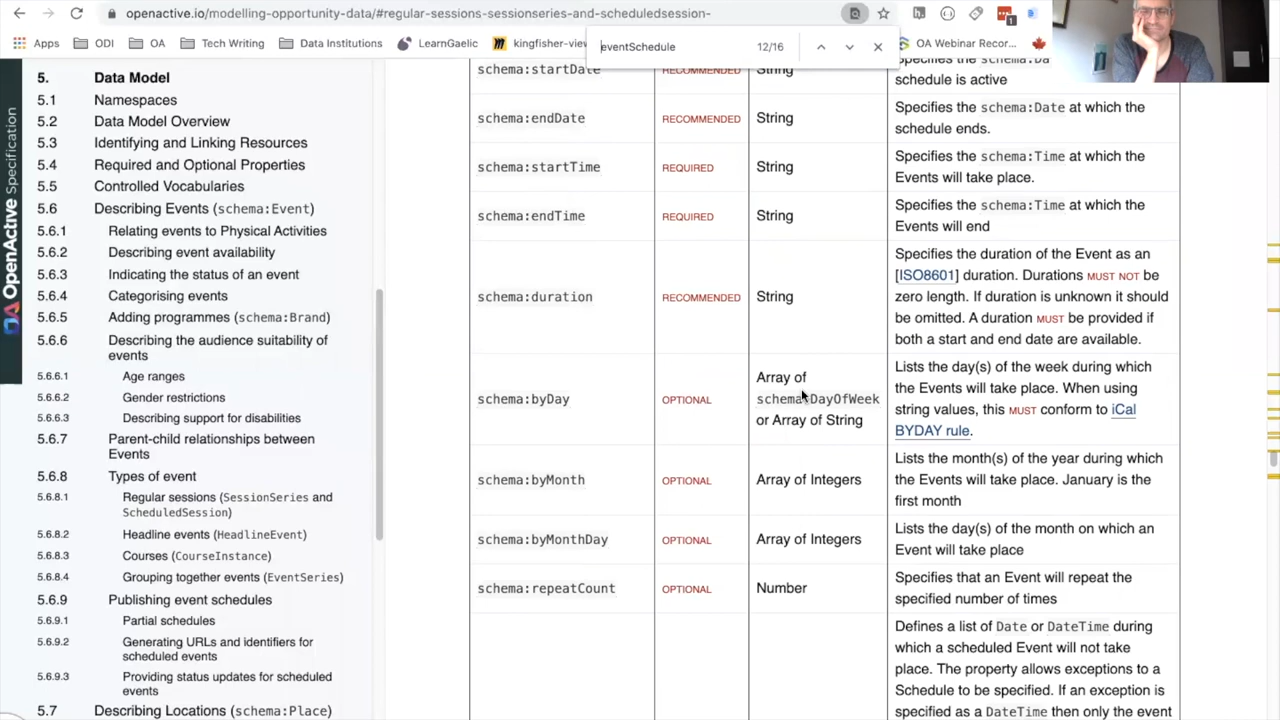 openactive.io/modelling-opportunity-data/#regular-sessions-sessionseries-and-scheduledsession-
Apps
ODI
OA
Tech Writing
LearnGaelic
kingfisher-view
OA Webinar Recor...
1
eventSchedule
12/16
OpenActive Specification
5. Data Model
5.1 Namespaces
5.2 Data Model Overview
5.3 Identifying and Linking Resources
5.4 Required and Optional Properties
5.5 Controlled Vocabularies
5.6 Describing Events (schema:Event)
5.6.1 Relating events to Physical Activities
5.6.2 Describing event availability
5.6.3 Indicating the status of an event
5.6.4 Categorising events
5.6.5 Adding programmes (schema:Brand)
5.6.6 Describing the audience suitability of
events
5.6.6.1 Age ranges
5.6.6.2 Gender restrictions
5.6.6.3 Describing support for disabilities
5.6.7 Parent-child relationships between
Events
5.6.8 Types of event
5.6.8.1 Regular sessions (SessionSeries and
ScheduledSession)
5.6.8.2 Headline events (HeadlineEvent)
5.6.8.3 Courses (CourseInstance)
5.6.8.4 Grouping together events (EventSeries)
5.6.9 Publishing event schedules
5.6.9.1 Partial schedules
5.6.9.2 Generating URLs and identifiers for
scheduled events
5.6.9.3 Providing status updates for scheduled
events
5.7 Describing Locations (schema:Place)
schema:startDate RECOMMENDED String
Specifies the schema:Da
schedule is active
schema:endDate RECOMMENDED String
Specifies the schema:Date at which the
schedule ends.
schema:startTime REQUIRED String
Specifies the schema:Time at which the
Events will take place.
schema:endTime REQUIRED String
Specifies the schema:Time at which the
Events will end
schema:duration RECOMMENDED String
Specifies the duration of the Event as an
[ISO8601] duration. Durations MUST NOT be
zero length. If duration is unknown it should
be omitted. A duration MUST be provided if
both a start and end date are available.
schema:byDay OPTIONAL
Array of
schema:DayOfWeek
or Array of String
Lists the day(s) of the week during which
the Events will take place. When using
string values, this MUST conform to iCal
BYDAY rule.
schema:byMonth OPTIONAL Array of Integers
Lists the month(s) of the year during which
the Events will take place. January is the
first month
schema:byMonthDay OPTIONAL Array of Integers
Lists the day(s) of the month on which an
Event will take place
schema:repeatCount OPTIONAL Number
Specifies that an Event will repeat the
specified number of times
Defines a list of Date or DateTime during
which a scheduled Event will not take
place. The property allows exceptions to a
Schedule to be specified. If an exception is
specified as a DateTime then only the event